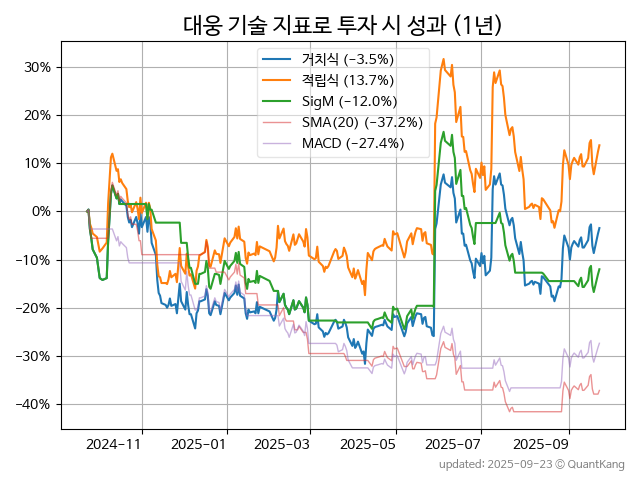 대웅 기술 지표로 투자 시 성과 (1년)
거치식 (−3.5%)
적립식 (13.7%)
SigM (−12.0%)
SMA(20) (−37.2%)
MACD (−27.4%)
30%
20%
10%
0%
−10%
−20%
−30%
−40%
2024−11 2025−01 2025−03 2025−05 2025−07 2025−09
updated: 2025−09−23 ⓒ QuantKang